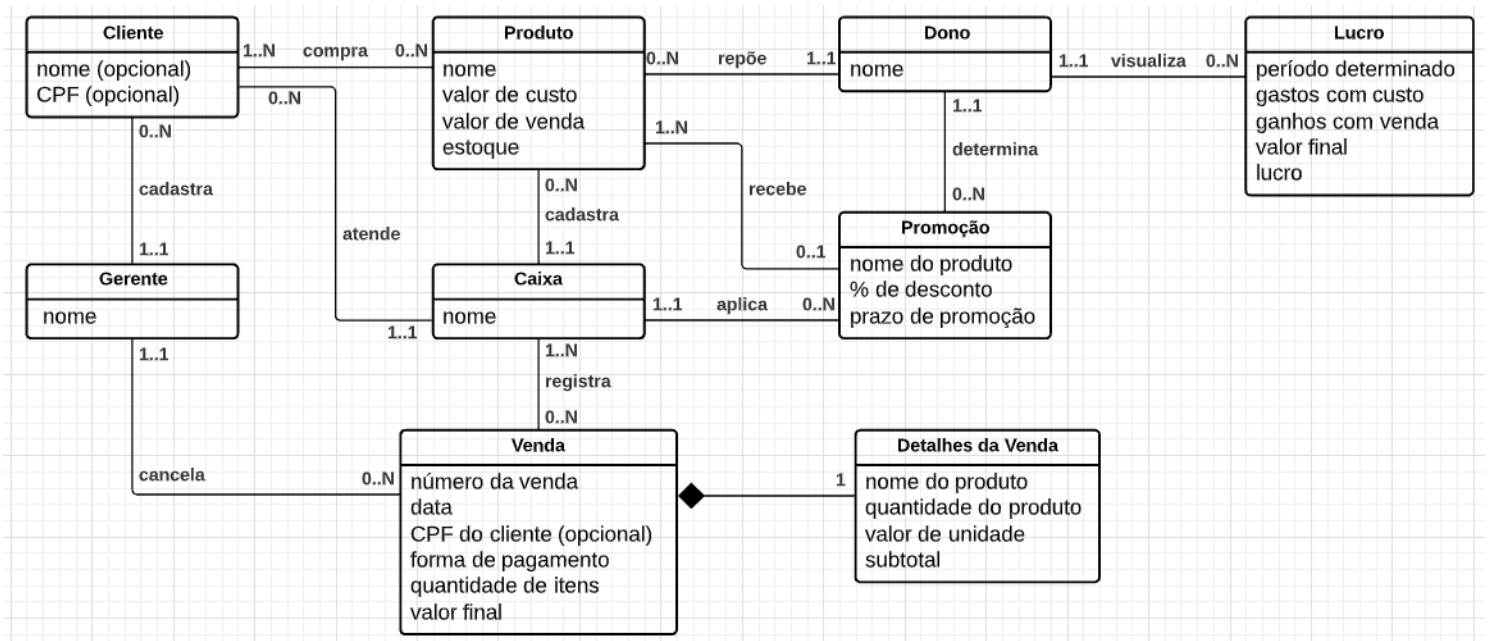 Cliente
nome (opcional)
CPF (opcional)
1..N compra 0..N
Produto
nome
valor de custo
valor de venda
estoque
0..N repõe 1..1
Dono
nome
1..1 visualiza 0..N
Lucro
período determinado
gastos com custo
ganhos com venda
valor final
lucro
0..N
0..N
cadastra
1..1
atende
1..1
0..N
cadastra
1..1
1..N
recebe
0..1
1..1
determina
0..N
Gerente
nome
Caixa
nome
1..1 aplica 0..N
Promoção
nome do produto
% de desconto
prazo de promoção
1..1
cancela
0..N
1..N
registra
0..N
Venda
número da venda
data
CPF do cliente (opcional)
forma de pagamento
quantidade de itens
valor final
1
Detalhes da Venda
nome do produto
quantidade do produto
valor de unidade
subtotal